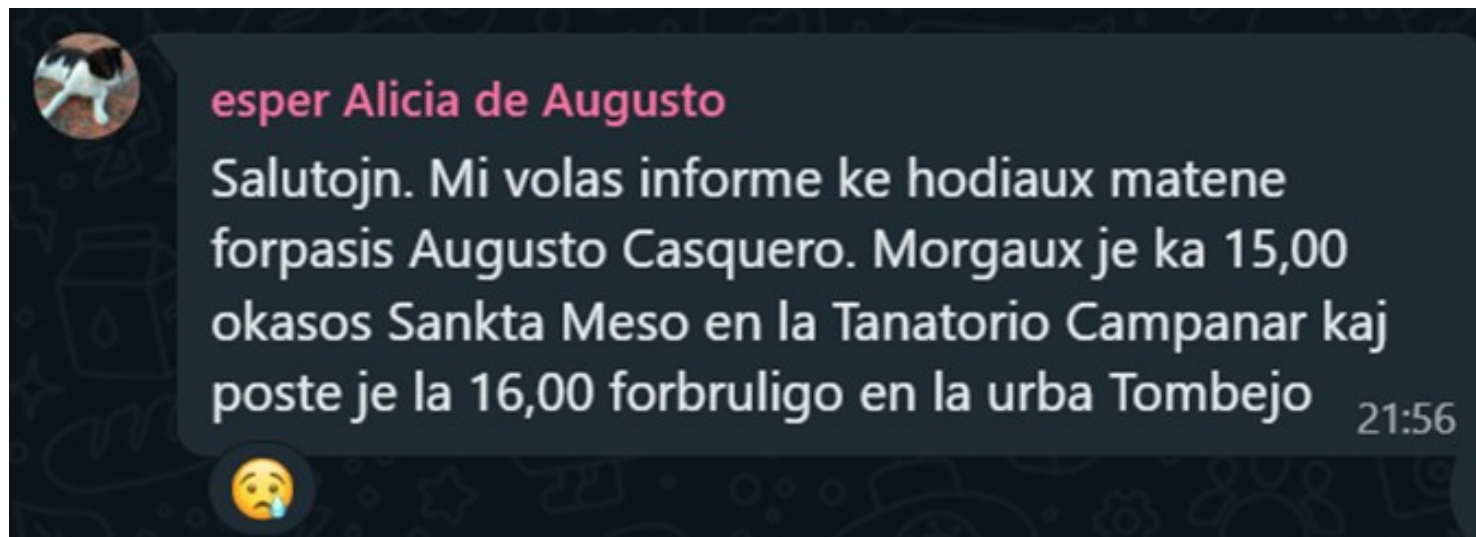 esper Alicia de Augusto
Salutojn. Mi volas informe ke hodiaux matene
forpasis Augusto Casquero. Morgaux je ka 15,00
okasos Sankta Meso en la Tanatorio Campanar kaj
poste je la 16,00 forbruligo en la urba Tombejo
21:56